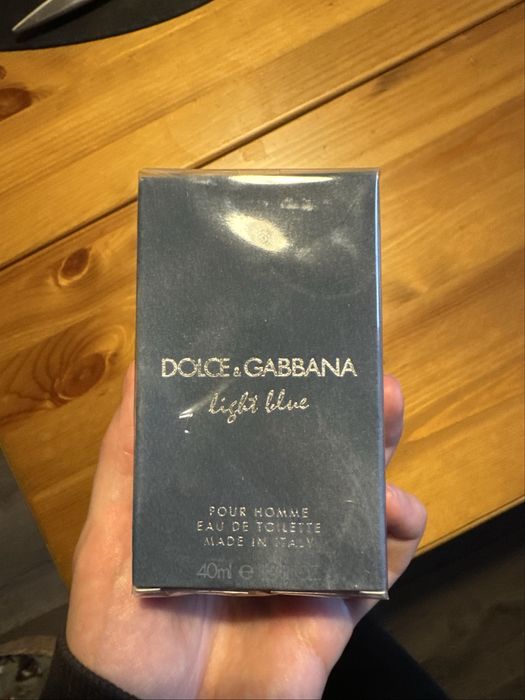 DOLCE & GABBANA
light blue
POUR HOMME
EAU DE TOILETTE
MADE IN ITALY
40ml ℮